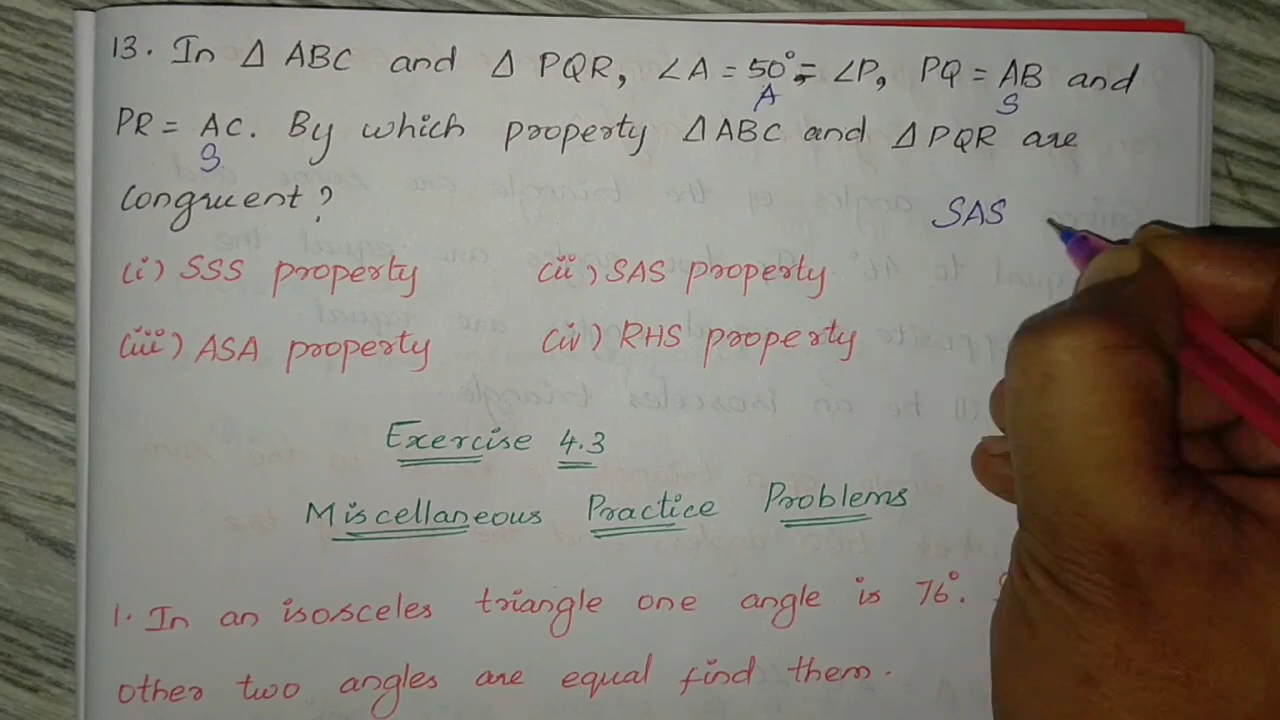 13. In Δ ABC and Δ PQR, ∠A = 50° = ∠P, PQ = AB and
A S
PR = AC. By which property ΔABC and ΔPQR are
S
congruent?
SAS
(i) SSS property (ii) SAS property
(iii) ASA property (iv) RHS property
Exercise 4.3
Miscellaneous Practice Problems
1. In an isosceles triangle one angle is 76°.
other two angles are equal find them.